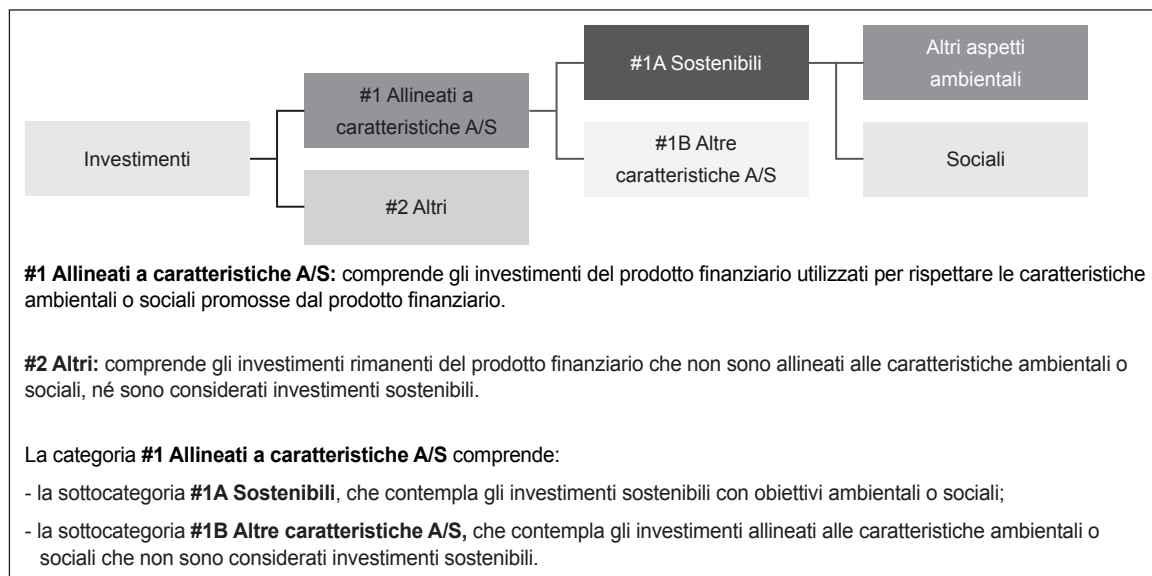 Investimenti
#1 Allineati a
caratteristiche A/S
#2 Altri
#1A Sostenibili
#1B Altre
caratteristiche A/S
Altri aspetti
ambientali
Sociali
#1 Allineati a caratteristiche A/S: comprende gli investimenti del prodotto finanziario utilizzati per rispettare le caratteristiche
ambientali o sociali promosse dal prodotto finanziario.
#2 Altri: comprende gli investimenti rimanenti del prodotto finanziario che non sono allineati alle caratteristiche ambientali o
sociali, né sono considerati investimenti sostenibili.
La categoria #1 Allineati a caratteristiche A/S comprende:
- la sottocategoria #1A Sostenibili, che contempla gli investimenti sostenibili con obiettivi ambientali o sociali;
- la sottocategoria #1B Altre caratteristiche A/S, che contempla gli investimenti allineati alle caratteristiche ambientali o
sociali che non sono considerati investimenti sostenibili.